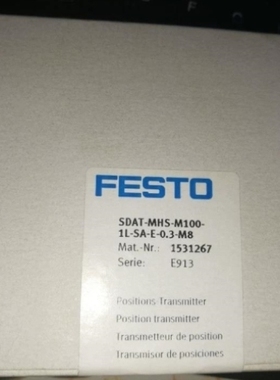 FESTO
SDAT-MHS-M100-
1L-SA-E-0.3-M8
Mat.-Nr.: 1531267
Serie: E913
Positions-Transmitter
Position transmitter
Transmetteur de position
Transmisor de posiciones